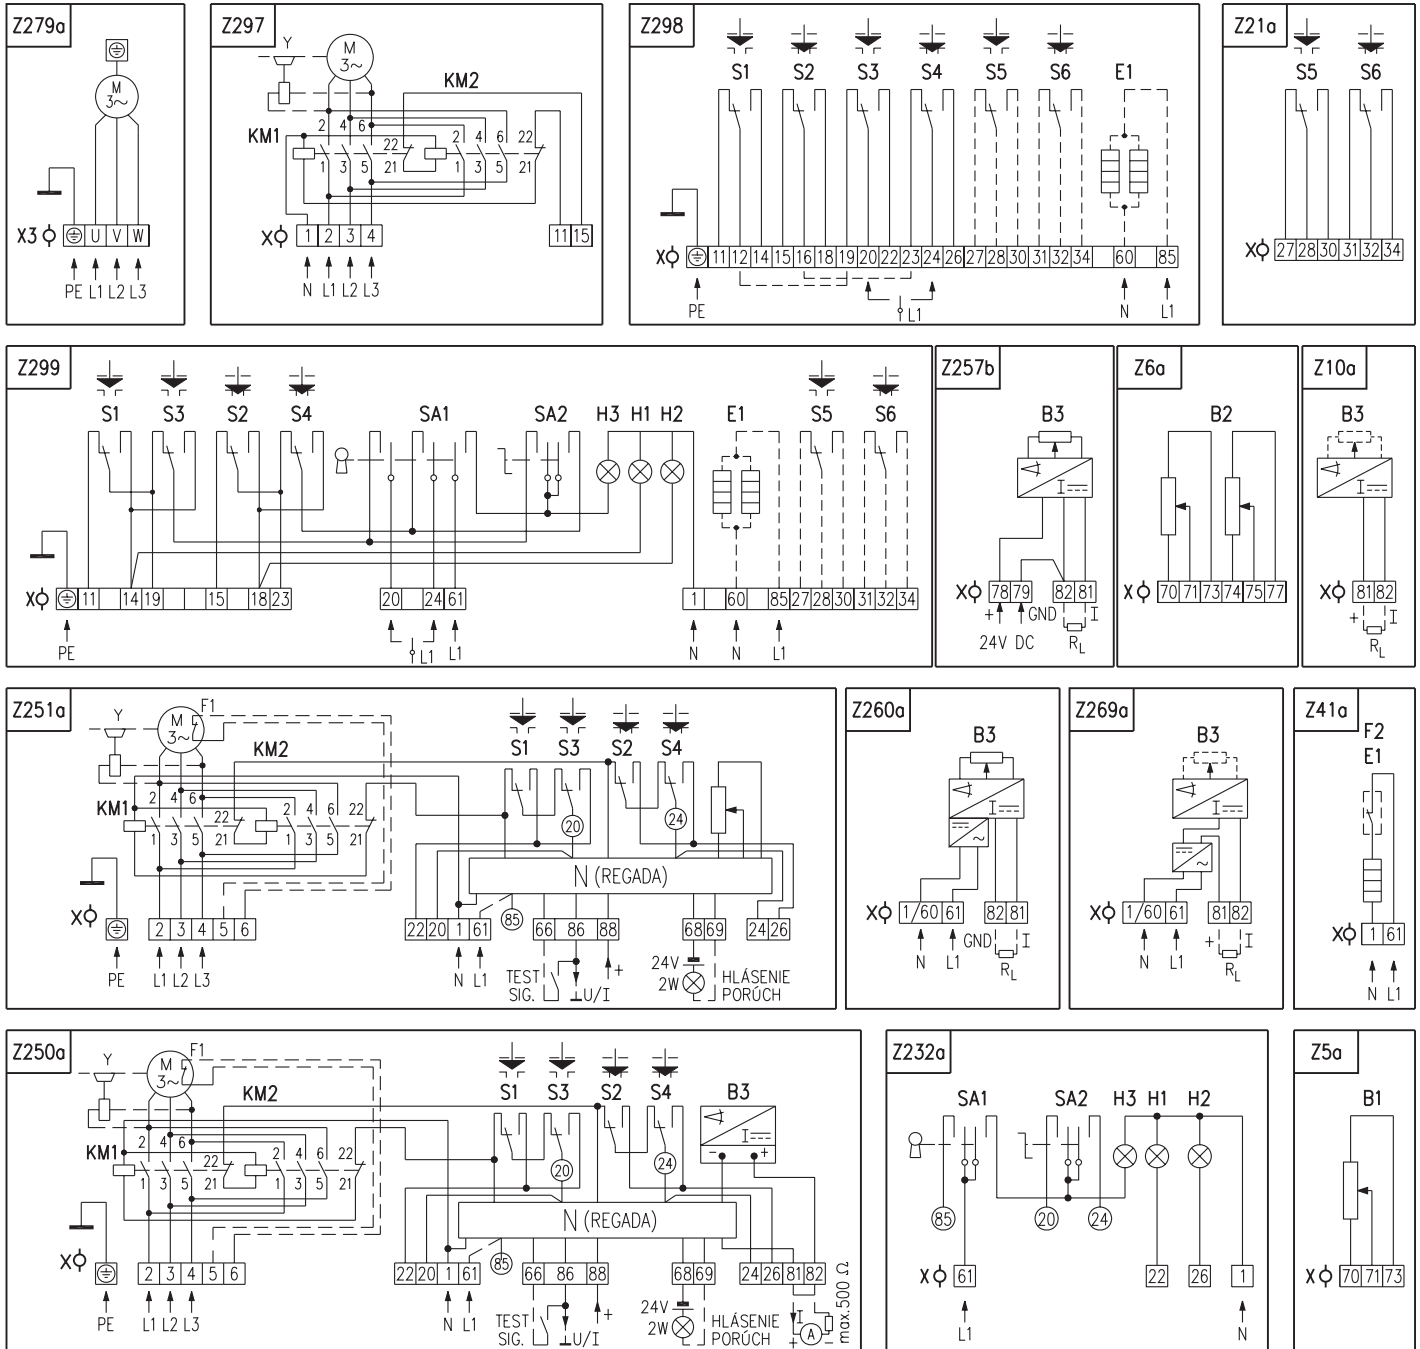 Z279a
M
3~
X3 U V W
PE L1 L2 L3
Z297
Y M
3~
KM2
KM1 2 4 6 22 2 4 6 22
1 3 5 21 1 3 5 21
X 1 2 3 4 11 15
N L1 L2 L3
Z298
S1 S2 S3 S4 S5 S6 E1
X 11 12 14 15 16 18 19 20 22 23 24 26 27 28 30 31 32 34 60 85
PE L1 N L1
Z21a
S5 S6
X 27 28 30 31 32 34
Z299
S1 S3 S2 S4 SA1 SA2 H3 H1 H2 E1 S5 S6
X 11 14 19 15 18 23 20 24 61 1 60 85 27 28 30 31 32 34
PE L1 L1 N N L1
Z257b
B3
I
X 78 79 82 81
+ GND I
24V DC RL
Z6a
B2
X 70 71 73 74 75 77
Z10a
B3
I
X 81 82
+ I
RL
Z251a
Y M
3~
F1
KM2
KM1 2 4 6 22 2 4 6 22
1 3 5 21 1 3 5 21
S1 S3 S2 S4
20 24
N (REGADA)
85
X 2 3 4 5 6 22 20 1 61 66 86 88 68 69 24 26
PE L1 L2 L3 N L1
TEST
SIG.
U/I
+
24V
2W
HLÁSENIE
PORÚCH
Z260a
B3
I
~
X 1/60 61 82 81
N L1 GND I
RL
Z269a
B3
I
~
X 1/60 61 81 82
N L1 + I
RL
Z41a
F2
E1
X 1 61
N L1
Z250a
Y M
3~
F1
KM2
KM1 2 4 6 22 2 4 6 22
1 3 5 21 1 3 5 21
S1 S3 S2 S4 B3
I
- +
20 24
N (REGADA)
85
X 2 3 4 5 6 22 20 1 61 66 86 88 68 69 24 26 81 82
PE L1 L2 L3 N L1
TEST
SIG.
U/I
+
24V
2W
HLÁSENIE
PORÚCH
I
+ A -
max.500 Ω
Z232a
SA1 SA2 H3 H1 H2
85 20 24
X 61 22 26 1
L1 N
Z5a
B1
X 70 71 73